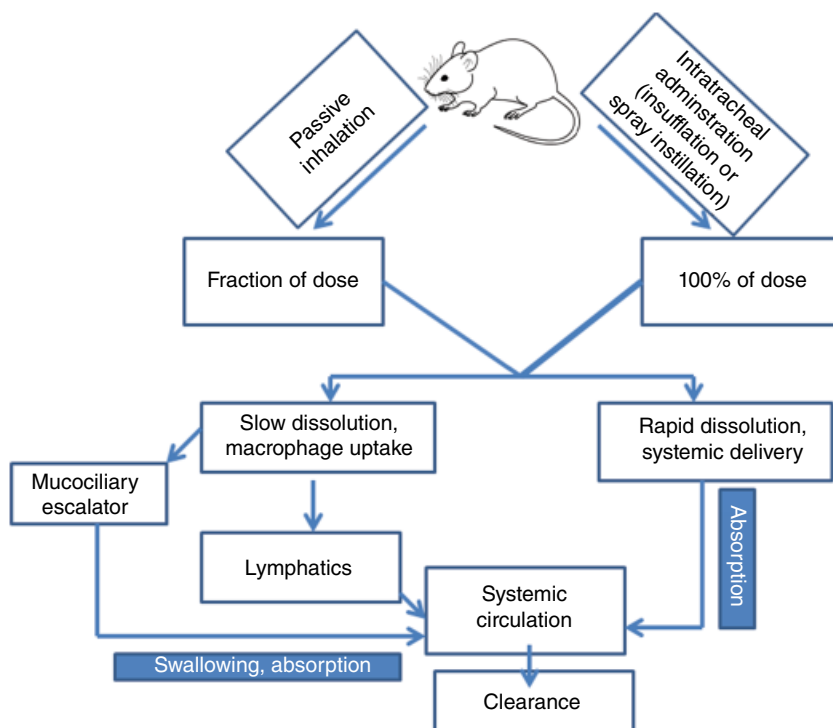 Passive
inhalation
Intratracheal
adminstration
(insufflation or
spray instillation)
Fraction of dose
100% of dose
Slow dissolution,
macrophage uptake
Rapid dissolution,
systemic delivery
Mucociliary
escalator
Absorption
Lymphatics
Systemic
circulation
Swallowing, absorption
Clearance